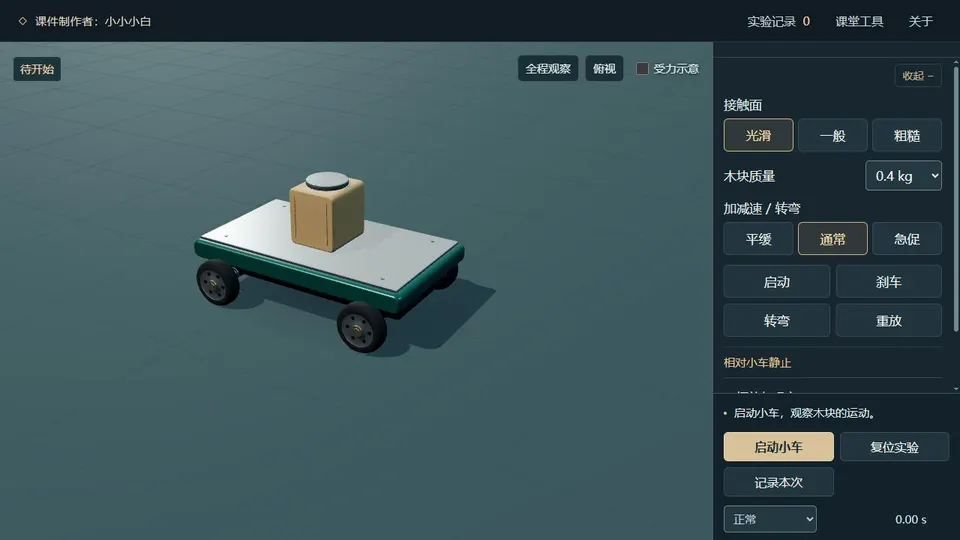 ◇ 课件制作者：小小小白
实验记录 0 课堂工具 关于
待开始
全程观察 俯视 受力示意
收起 −
接触面
光滑 一般 粗糙
木块质量 0.4 kg
加减速 / 转弯
平缓 通常 急促
启动 刹车
转弯 重放
相对小车静止
• 启动小车，观察木块的运动。
启动小车 复位实验
记录本次
正常 0.00 s